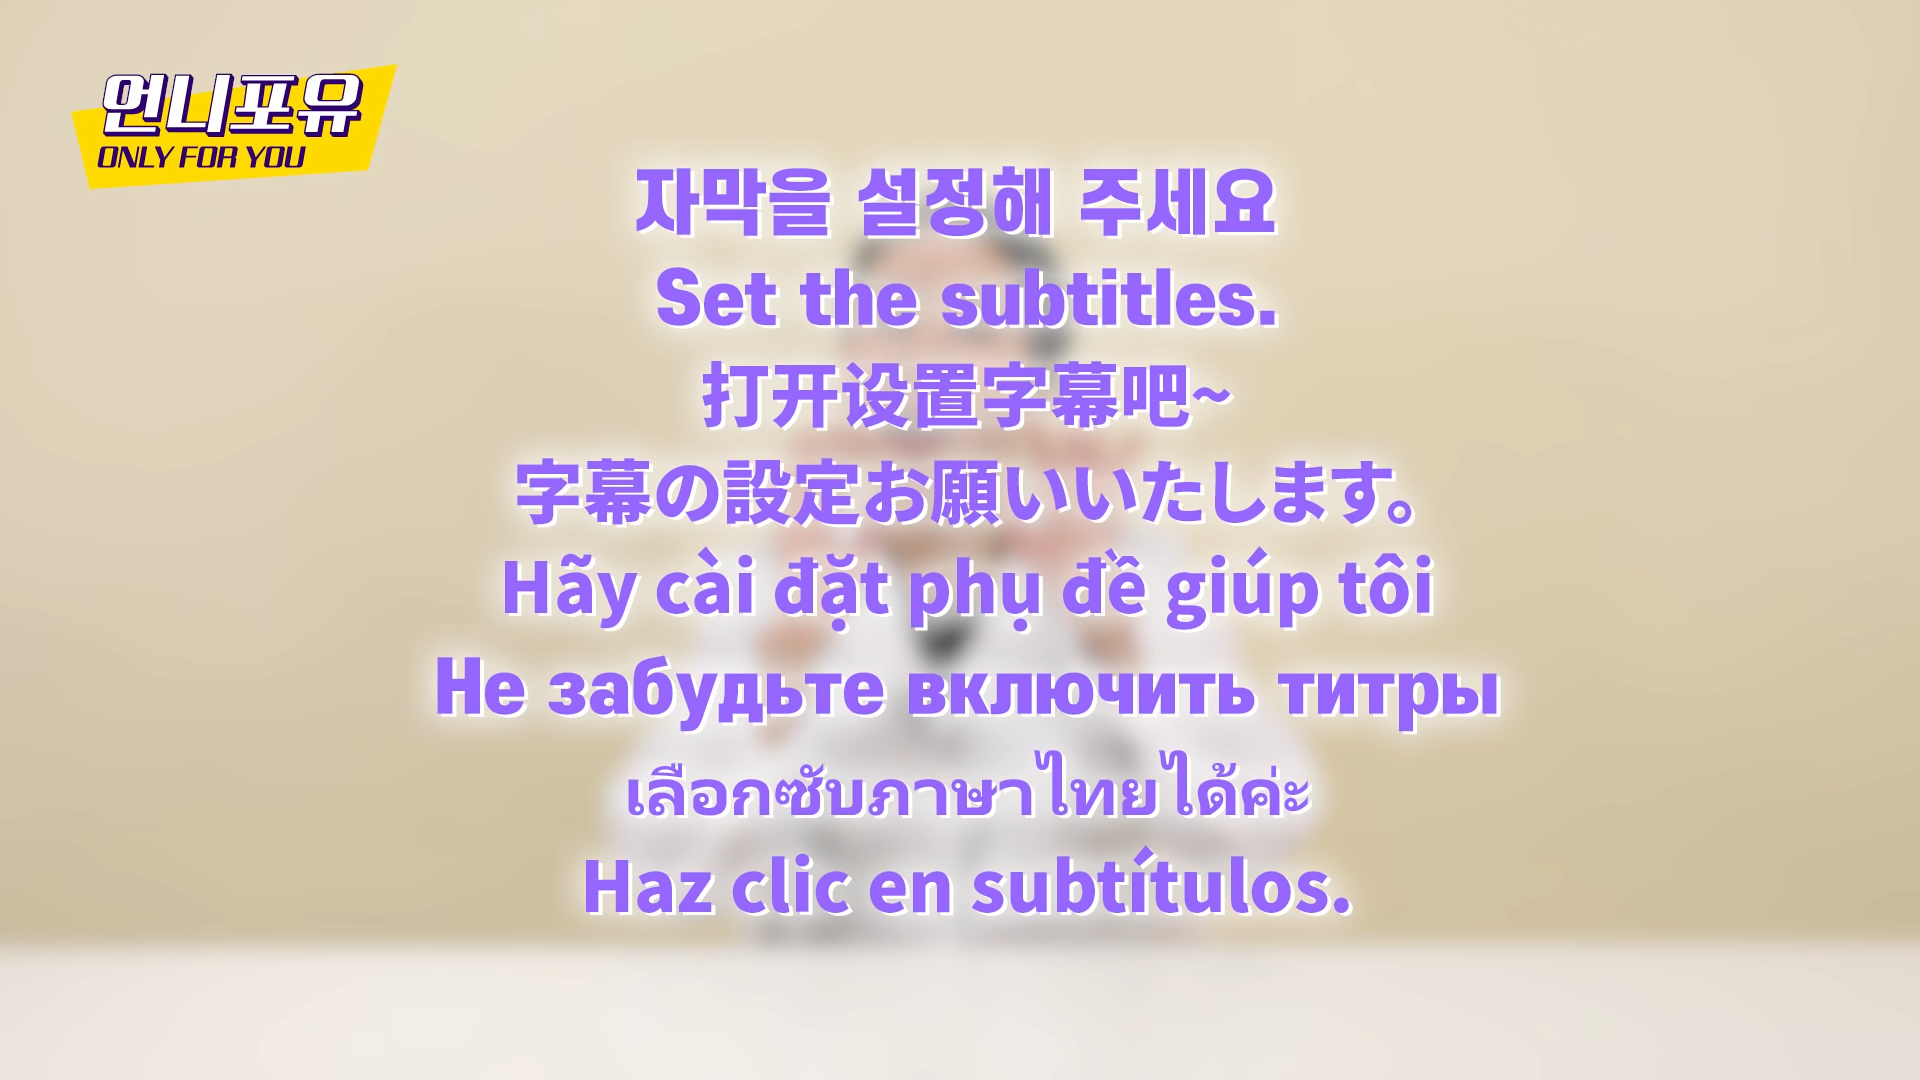 언니포유
ONLY FOR YOU
자막을 설정해 주세요
Set the subtitles.
打开设置字幕吧~
字幕の設定お願いいたします。
Hãy cài đặt phụ đề giúp tôi
Не забудьте включить титры
เลือกซับภาษาไทยได้ค่ะ
Haz clic en subtítulos.